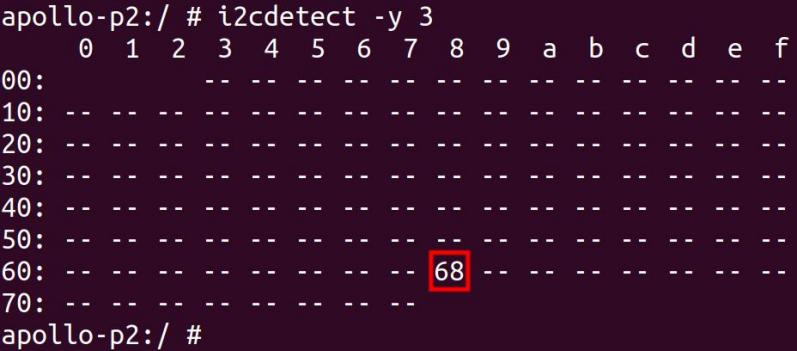 apollo-p2:/ # i2cdetect -y 3
     0  1  2  3  4  5  6  7  8  9  a  b  c  d  e  f
00:          -- -- -- -- -- -- -- -- -- -- -- -- --
10: -- -- -- -- -- -- -- -- -- -- -- -- -- -- -- --
20: -- -- -- -- -- -- -- -- -- -- -- -- -- -- -- --
30: -- -- -- -- -- -- -- -- -- -- -- -- -- -- -- --
40: -- -- -- -- -- -- -- -- -- -- -- -- -- -- -- --
50: -- -- -- -- -- -- -- -- -- -- -- -- -- -- -- --
60: -- -- -- -- -- -- -- -- 68 -- -- -- -- -- -- --
70: -- -- -- -- -- -- -- --
apollo-p2:/ #